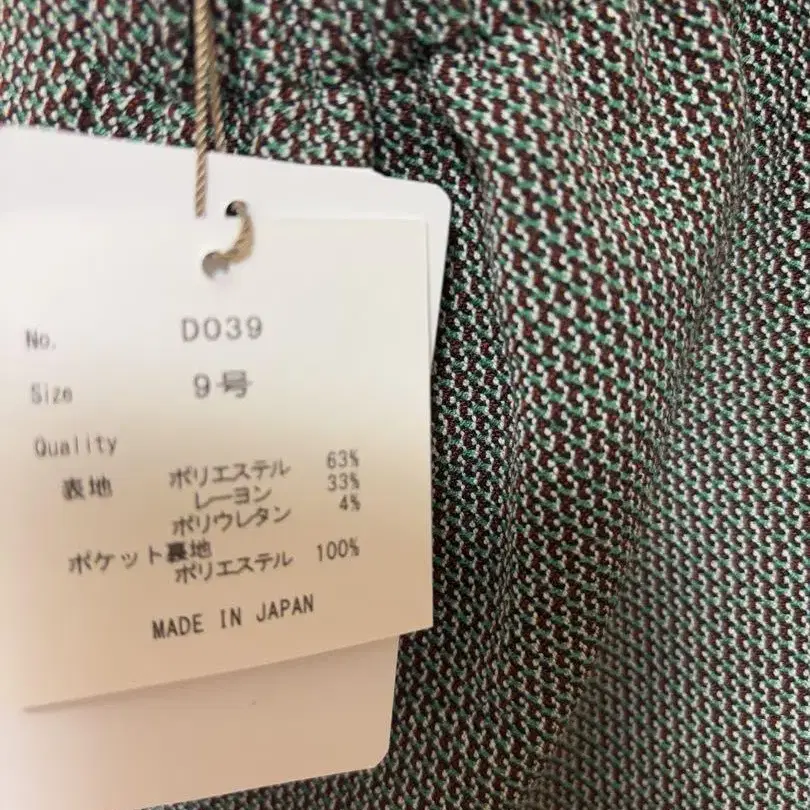 No. D039
Size 9号
Quality
表地 ポリエステル 63%
レーヨン 33%
ポリウレタン 4%
ポケット裏地
ポリエステル 100%
MADE IN JAPAN